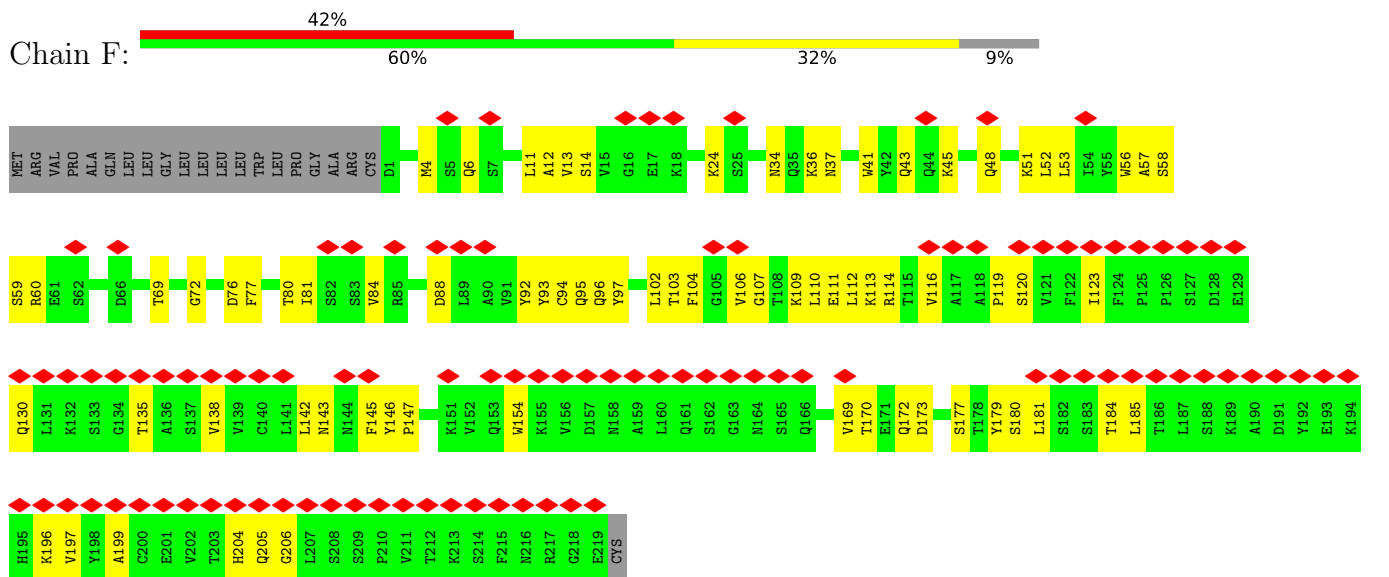 42%
Chain F:
60% 32% 9%
MET ARG VAL PRO ALA GLN LEU LEU GLY LEU LEU LEU LEU TRP LEU PRO GLY ALA ARG CYS D1 M4 S5 Q6 S7 L11 A12 V13 S14 V15 G16 E17 K18 K24 S25 N34 Q35 K36 N37 W41 Y42 Q43 Q44 K45 Q48 K51 L52 L53 I54 Y55 W56 A57 S58
S59 R60 E61 S62 D66 T69 G72 D76 F77 T80 I81 S82 S83 V84 R85 D88 L89 A90 V91 Y92 Y93 C94 Q95 Q96 Y97 L102 T103 F104 G105 V106 G107 T108 K109 L110 E111 L112 K113 R114 T115 V116 A117 A118 P119 S120 V121 F122 I123 F124 P125 P126 S127 D128 E129
Q130 L131 K132 S133 G134 T135 A136 S137 V138 V139 C140 L141 L142 N143 N144 F145 Y146 P147 K151 V152 Q153 W154 K155 V156 D157 N158 A159 L160 Q161 S162 G163 N164 S165 Q166 V169 T170 E171 Q172 D173 S177 T178 Y179 S180 L181 S182 S183 T184 L185 T186 L187 S188 K189 A190 D191 Y192 E193 K194
H195 K196 V197 Y198 A199 C200 E201 V202 T203 H204 Q205 G206 L207 S208 S209 P210 V211 T212 K213 S214 F215 N216 R217 G218 E219 CYS